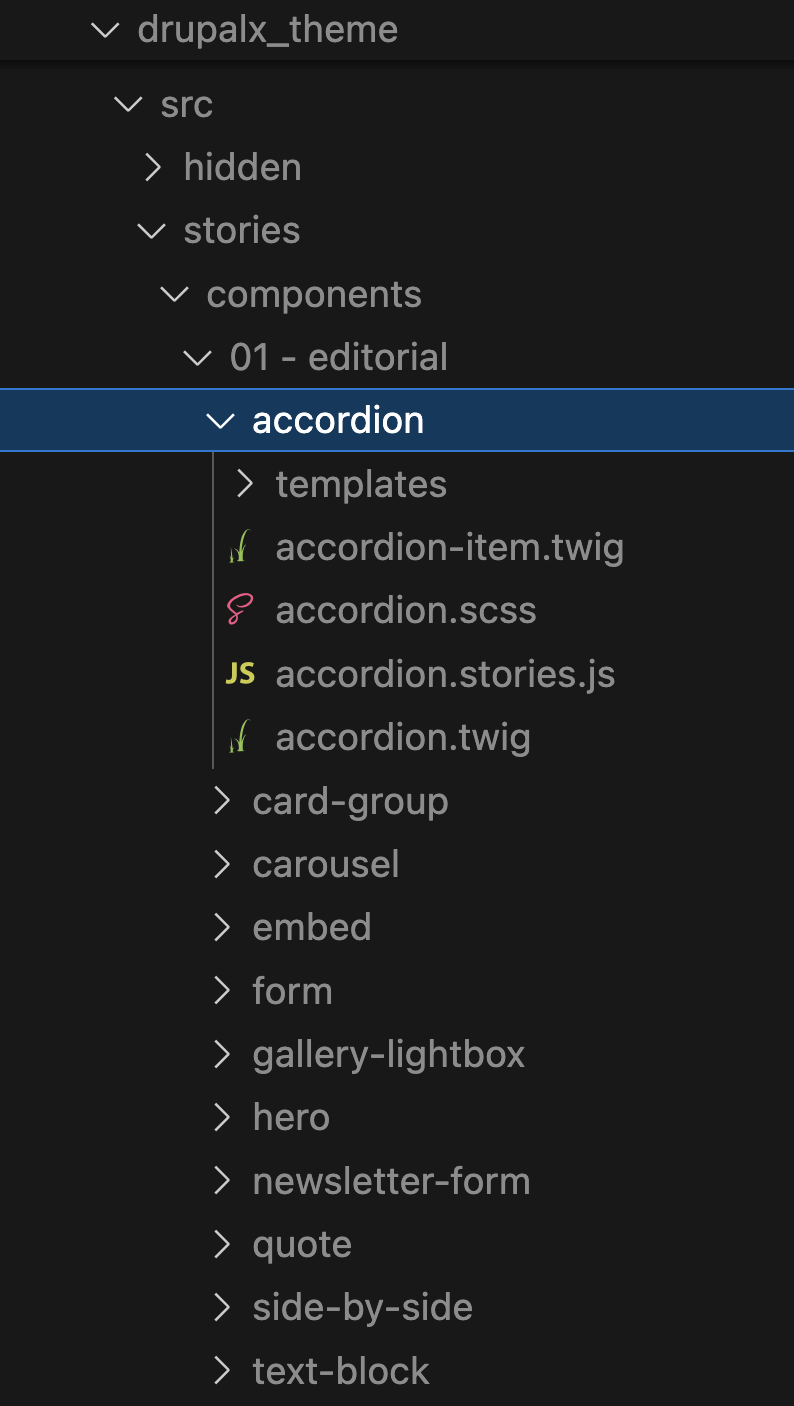 drupalx_theme
src
hidden
stories
components
01 - editorial
accordion
templates
accordion-item.twig
accordion.scss
JS accordion.stories.js
accordion.twig
card-group
carousel
embed
form
gallery-lightbox
hero
newsletter-form
quote
side-by-side
text-block